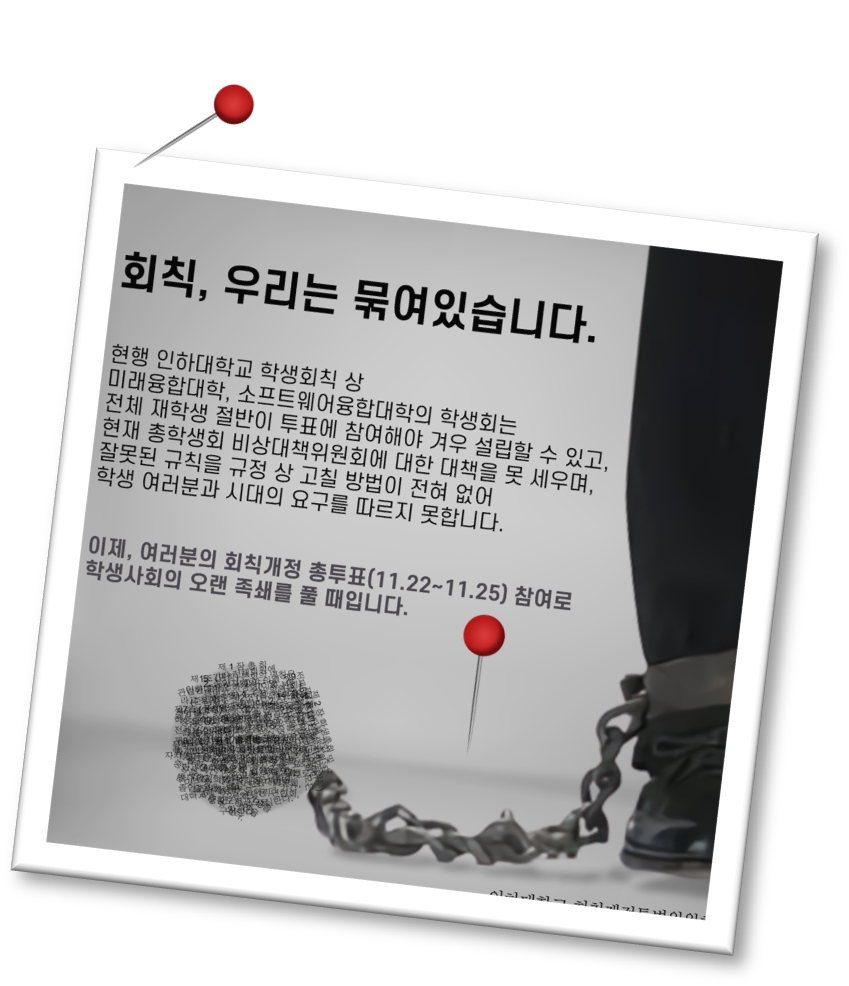 회칙, 우리는 묶여있습니다.
현행 인하대학교 학생회칙 상
미래융합대학, 소프트웨어융합대학의 학생회는
전체 재학생 절반이 투표에 참여해야 겨우 설립할 수 있고,
현재 총학생회 비상대책위원회에 대한 대책을 못 세우며,
잘못된 규칙을 규정 상 고칠 방법이 전혀 없어
학생 여러분과 시대의 요구를 따르지 못합니다.
이제, 여러분의 회칙개정 총투표(11.22~11.25) 참여로
학생사회의 오랜 족쇄를 풀 때입니다.
제 1 장 총 칙